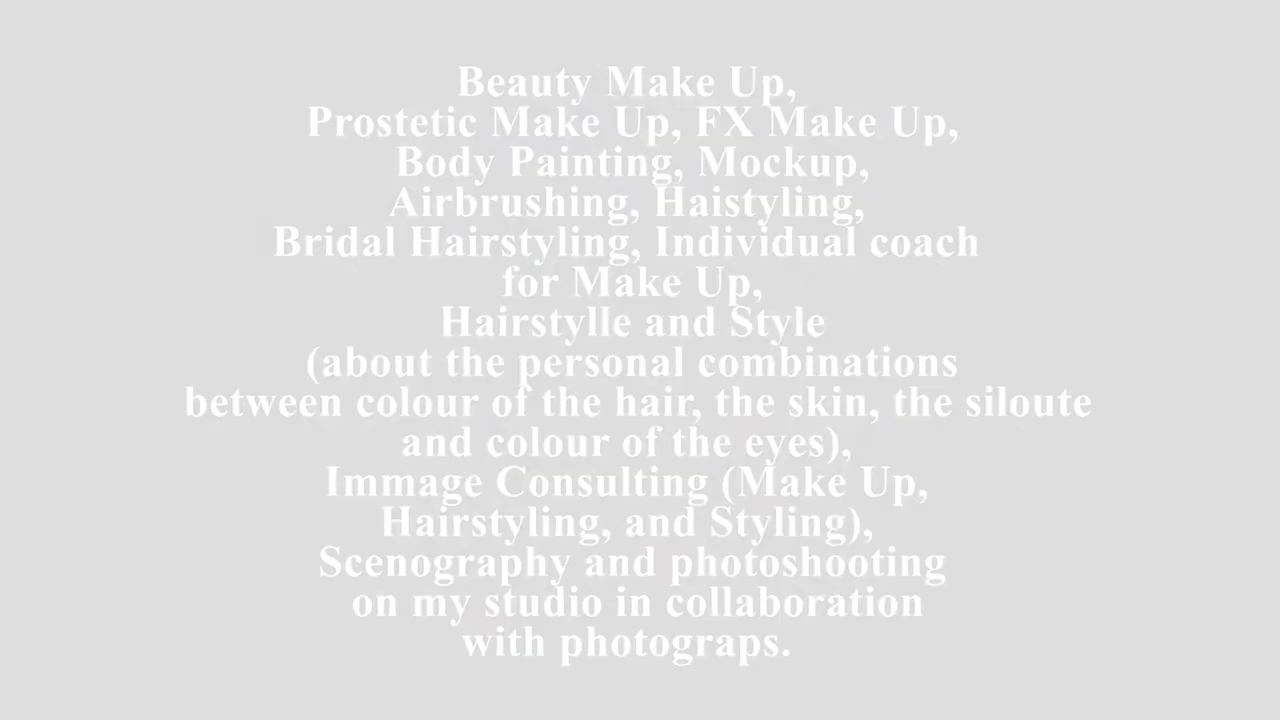 Beauty Make Up,
Prostetic Make Up, FX Make Up,
Body Painting, Mockup,
Airbrushing, Haistyling,
Bridal Hairstyling, Individual coach
for Make Up,
Hairstylle and Style
(about the personal combinations
between colour of the hair, the skin, the siloute
and colour of the eyes),
Immage Consulting (Make Up,
Hairstyling, and Styling),
Scenography and photoshooting
on my studio in collaboration
with photograps.